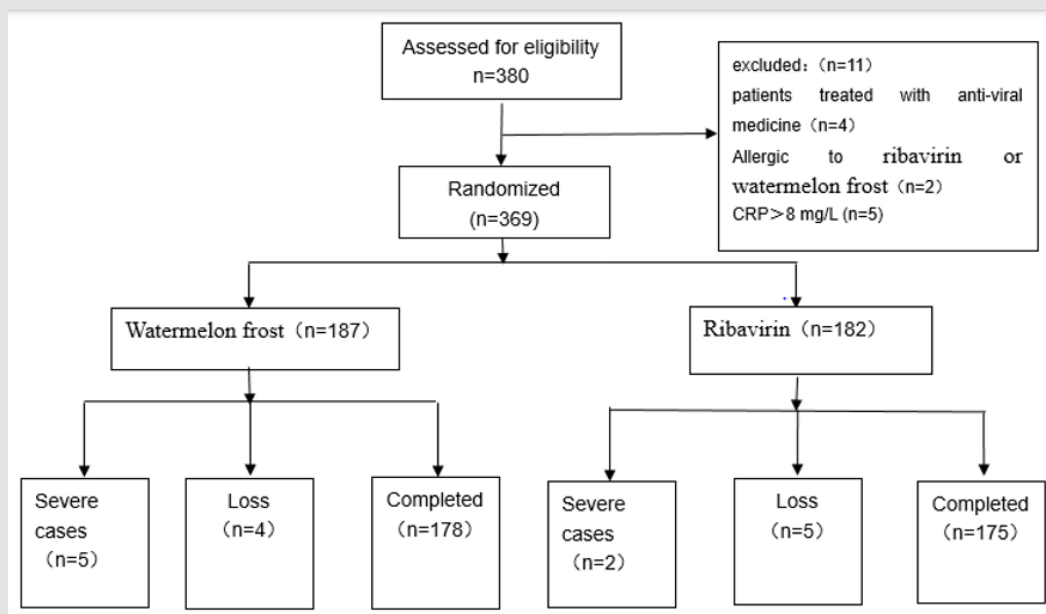 Assessed for eligibility
n=380
excluded：（n=11）
patients treated with anti-viral
medicine（n=4）
Allergic to ribavirin or
watermelon frost（n=2）
CRP＞8 mg/L (n=5)
Randomized
(n=369)
Watermelon frost（n=187）
Ribavirin（n=182）
Severe
cases
（n=5）
Loss
（n=4）
Completed
（n=178）
Severe
cases
（n=2）
Loss
（n=5）
Completed
（n=175）